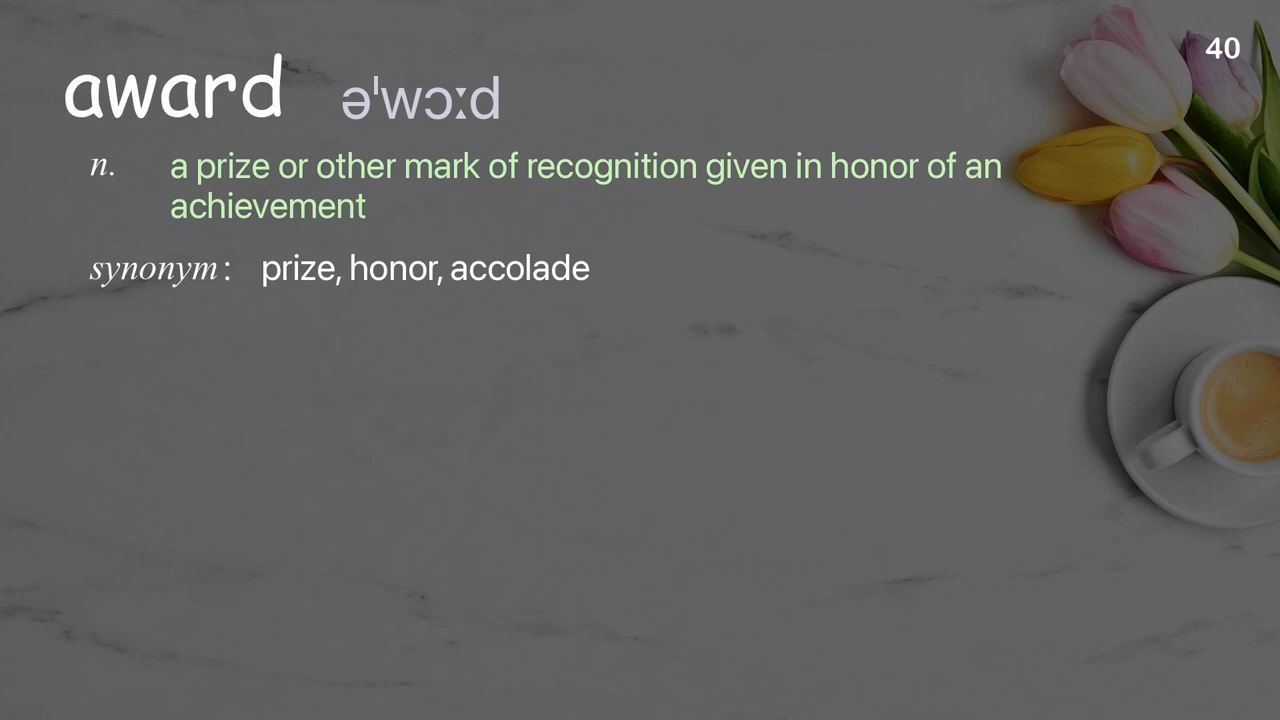 40
award əˈwɔːd
n. a prize or other mark of recognition given in honor of an
achievement
synonym: prize, honor, accolade